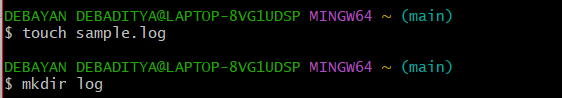 DEBAYAN DEBADITYA@LAPTOP-8VG1UDSP MINGW64 ~ (main)
$ touch sample.log
DEBAYAN DEBADITYA@LAPTOP-8VG1UDSP MINGW64 ~ (main)
$ mkdir log